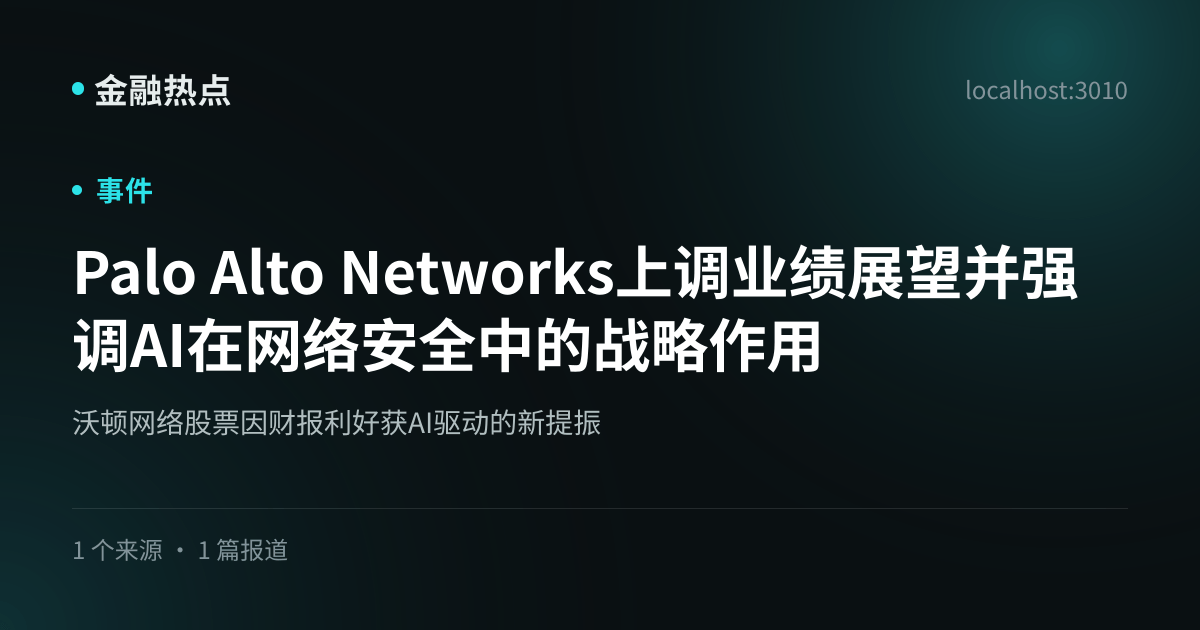 金融热点
localhost:3010
事件
Palo Alto Networks上调业绩展望并强
调AI在网络安全中的战略作用
沃顿网络股票因财报利好获AI驱动的新提振
1 个来源 · 1 篇报道